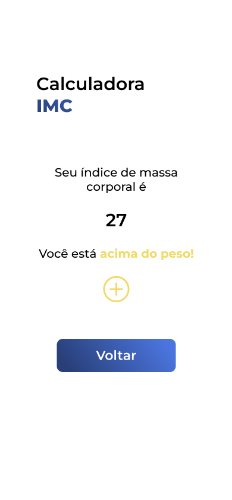 Calculadora
IMC
Seu índice de massa
corporal é
27
Você está acima do peso!
Voltar